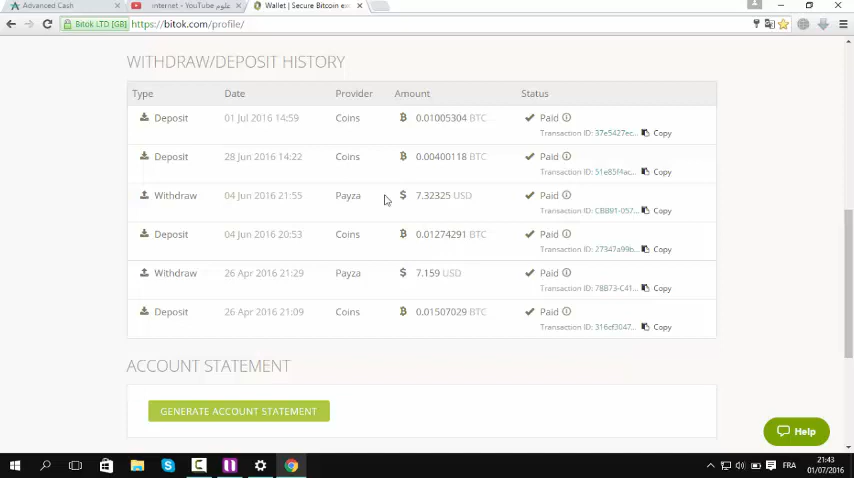 Advanced Cash
علوم internet - YouTube
Wallet | Secure Bitcoin ex
Bitok LTD [GB] https://bitok.com/profile/
WITHDRAW/DEPOSIT HISTORY
Type Date Provider Amount Status
Deposit 01 Jul 2016 14:59 Coins 0.01005304 BTC Paid
Transaction ID: 37e5427ec... Copy
Deposit 28 Jun 2016 14:22 Coins 0.00400118 BTC Paid
Transaction ID: 51e85f4ac... Copy
Withdraw 04 Jun 2016 21:55 Payza $ 7.32325 USD Paid
Transaction ID: CBB91-057... Copy
Deposit 04 Jun 2016 20:53 Coins 0.01274291 BTC Paid
Transaction ID: 27347a99b... Copy
Withdraw 26 Apr 2016 21:29 Payza $ 7.159 USD Paid
Transaction ID: 78B73-C41... Copy
Deposit 26 Apr 2016 21:09 Coins 0.01507029 BTC Paid
Transaction ID: 316cf3047... Copy
ACCOUNT STATEMENT
GENERATE ACCOUNT STATEMENT
Help
FRA
21:43
01/07/2016